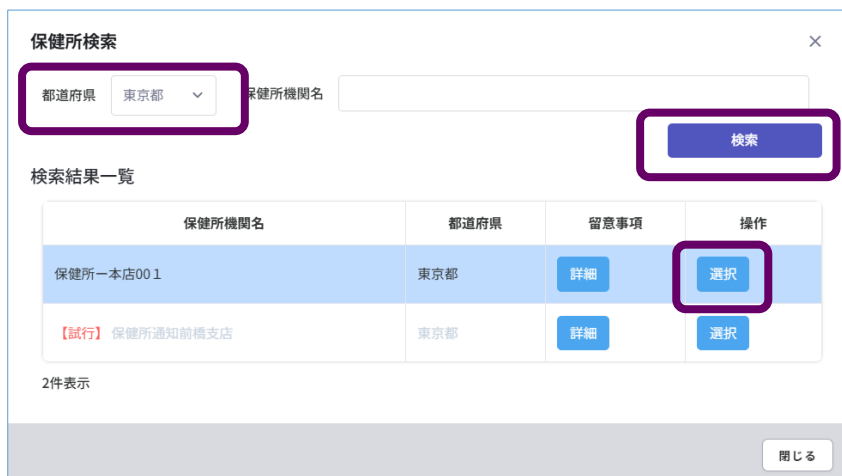 保健所検索 ×
都道府県 東京都 保健所機関名
検索
検索結果一覧
保健所機関名 都道府県 留意事項 操作
保健所ー本店00１ 東京都 詳細 選択
【試行】 保健所通知前橋支店 東京都 詳細 選択
2件表示
閉じる